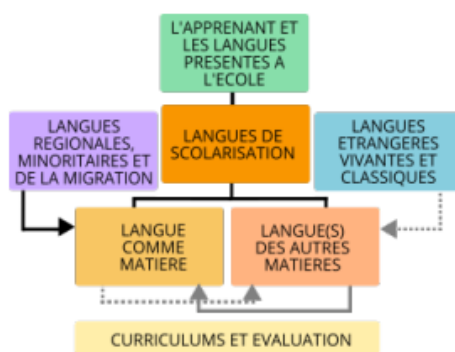 L'APPRENANT ET
LES LANGUES
PRESENTES A
L'ECOLE
LANGUES
REGIONALES,
MINORITAIRES ET
DE LA MIGRATION
LANGUES DE
SCOLARISATION
LANGUES
ETRANGERES
VIVANTES ET
CLASSIQUES
LANGUE
COMME
MATIERE
LANGUE(S)
DES AUTRES
MATIERES
CURRICULUMS ET EVALUATION